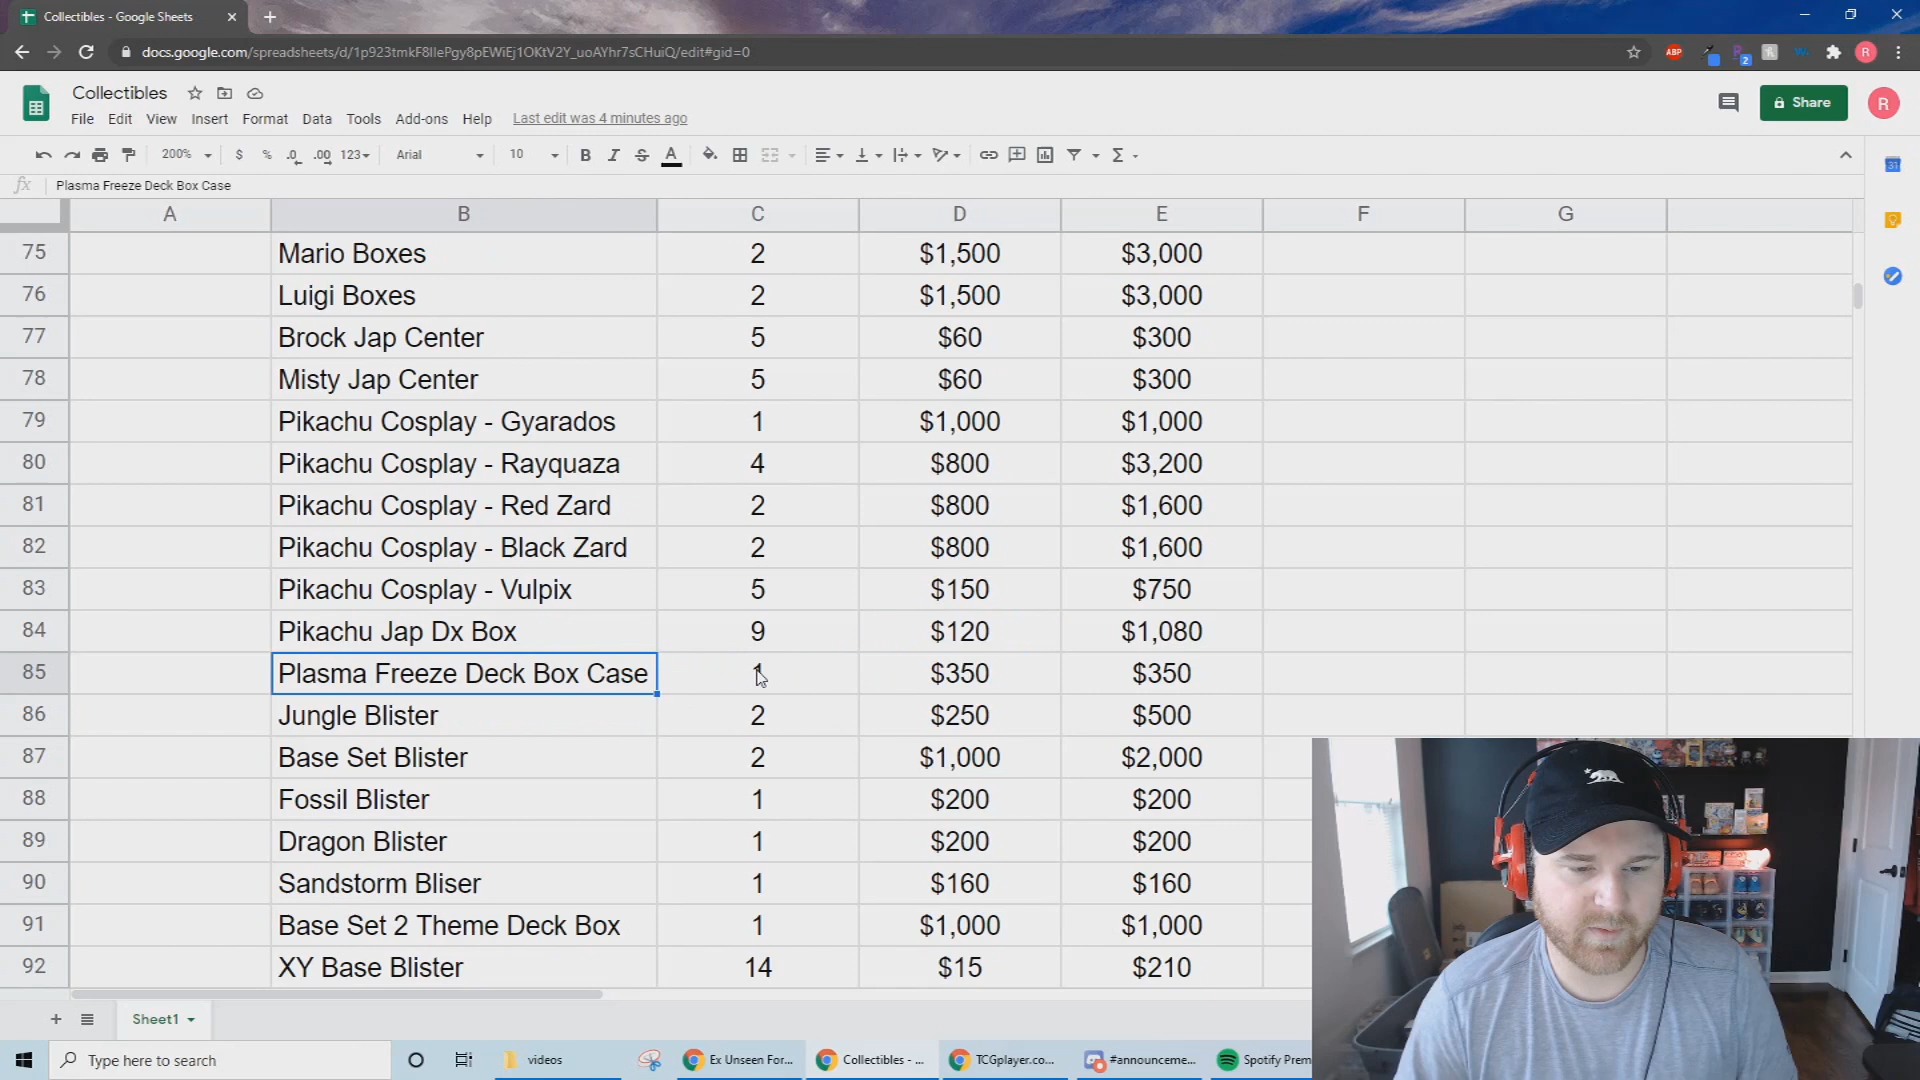 Collectibles - Google Sheets
docs.google.com/spreadsheets/d/1p923tmkF8IlePgy8pEWiEj1OKtV2Y_uoAYhr7sCHuiQ/edit#gid=0
ABP
2
R
Collectibles
File Edit View Insert Format Data Tools Add-ons Help Last edit was 4 minutes ago
Share
R
200% $ % .0 .00 123 Arial 10 B I S A Σ
fx Plasma Freeze Deck Box Case
31
A B C D E F G
75 Mario Boxes 2 $1,500 $3,000
76 Luigi Boxes 2 $1,500 $3,000
77 Brock Jap Center 5 $60 $300
78 Misty Jap Center 5 $60 $300
79 Pikachu Cosplay - Gyarados 1 $1,000 $1,000
80 Pikachu Cosplay - Rayquaza 4 $800 $3,200
81 Pikachu Cosplay - Red Zard 2 $800 $1,600
82 Pikachu Cosplay - Black Zard 2 $800 $1,600
83 Pikachu Cosplay - Vulpix 5 $150 $750
84 Pikachu Jap Dx Box 9 $120 $1,080
85 Plasma Freeze Deck Box Case 1 $350 $350
86 Jungle Blister 2 $250 $500
87 Base Set Blister 2 $1,000 $2,000
88 Fossil Blister 1 $200 $200
89 Dragon Blister 1 $200 $200
90 Sandstorm Bliser 1 $160 $160
91 Base Set 2 Theme Deck Box 1 $1,000 $1,000
92 XY Base Blister 14 $15 $210
Sheet1
Type here to search
videos
Ex Unseen For...
Collectibles - ...
TCGplayer.co...
#announceme...
Spotify Prem